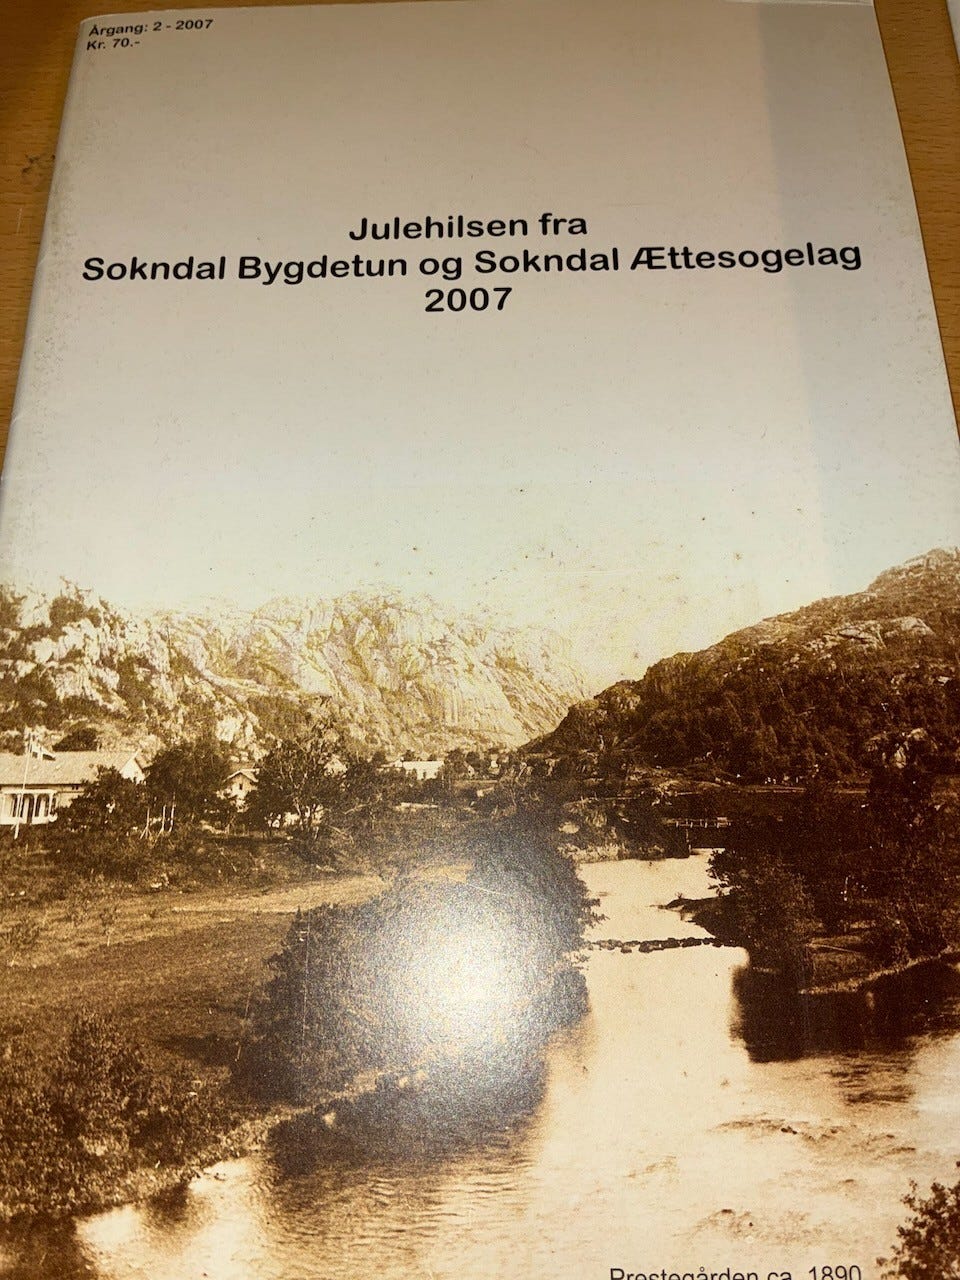 Årgang: 2 - 2007
Kr. 70.-
Julehilsen fra
Sokndal Bygdetun og Sokndal Ættesogelag
2007
Prestegården ca. 1890